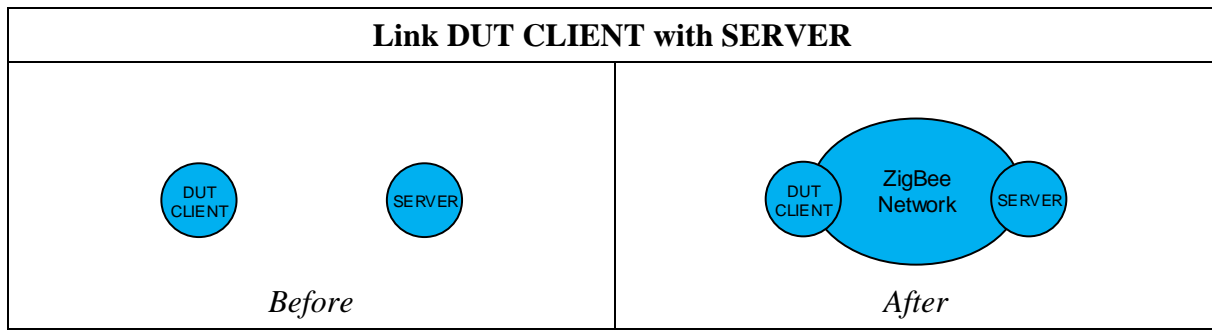 Link DUT CLIENT with SERVER
DUT
CLIENT
SERVER
Before
DUT
CLIENT
ZigBee
Network
SERVER
After